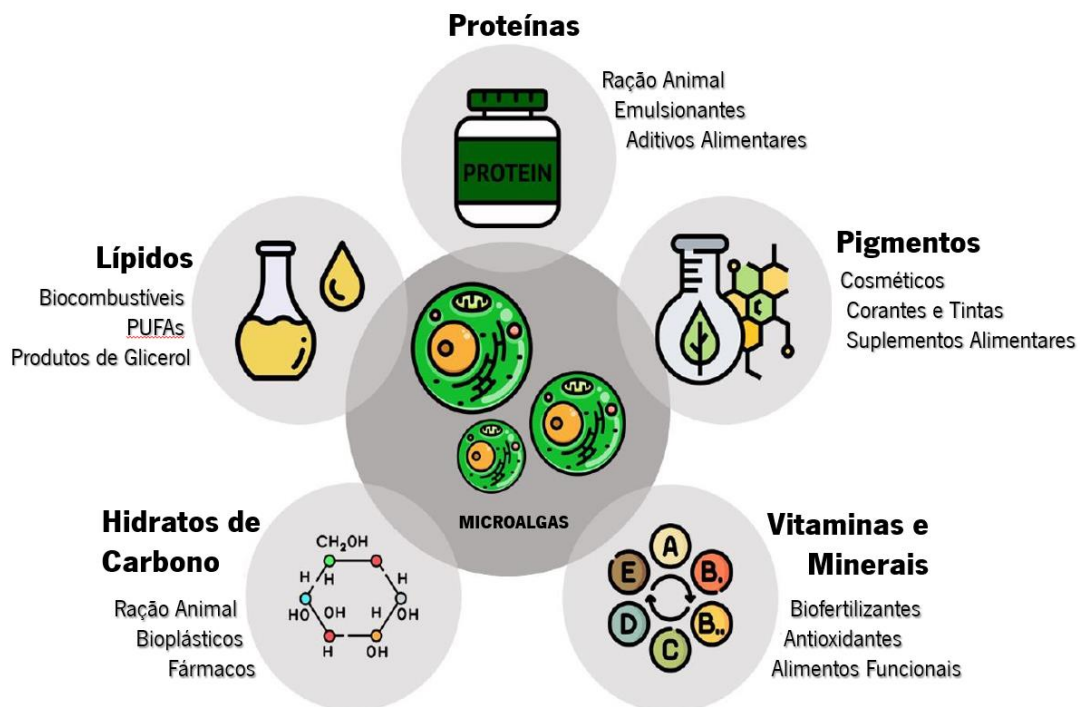 Proteínas
Ração Animal
Emulsionantes
Aditivos Alimentares
PROTEIN
Lípidos
Biocombustíveis
PUFAs
Produtos de Glicerol
Pigmentos
Cosméticos
Corantes e Tintas
Suplementos Alimentares
MICROALGAS
Hidratos de
Carbono
Ração Animal
Bioplásticos
Fármacos
CH₂OH
H
H
H
HO
OH
H
OH
H
OH
Vitaminas e
Minerais
Biofertilizantes
Antioxidantes
Alimentos Funcionais
A
E
B₁
D
B₁₂
C